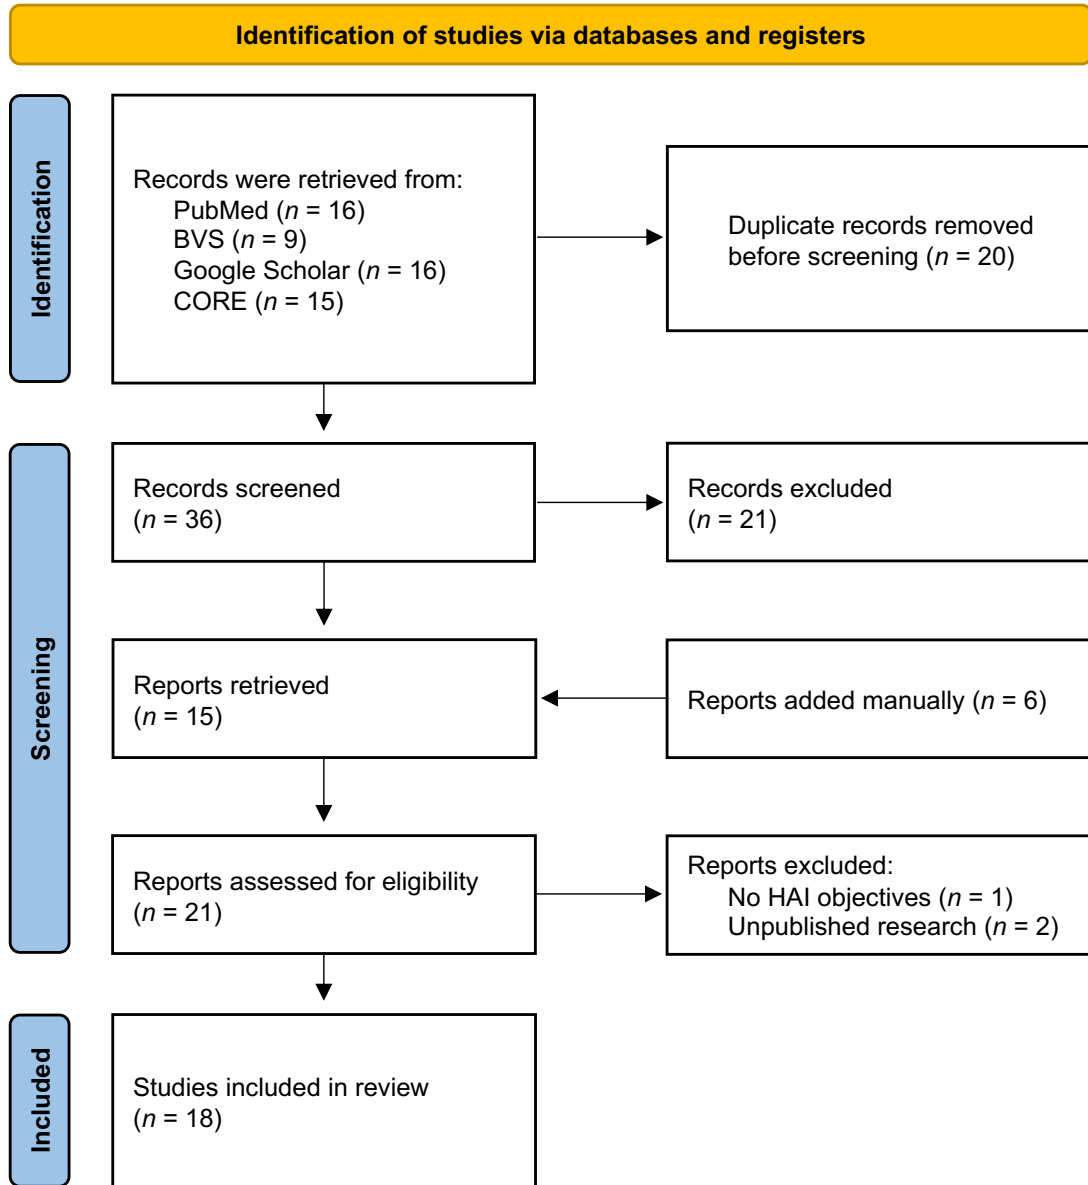 Identification of studies via databases and registers
Identification
Records were retrieved from:
PubMed (n = 16)
BVS (n = 9)
Google Scholar (n = 16)
CORE (n = 15)
Duplicate records removed
before screening (n = 20)
Screening
Records screened
(n = 36)
Records excluded
(n = 21)
Reports retrieved
(n = 15)
Reports added manually (n = 6)
Reports assessed for eligibility
(n = 21)
Reports excluded:
No HAI objectives (n = 1)
Unpublished research (n = 2)
Included
Studies included in review
(n = 18)